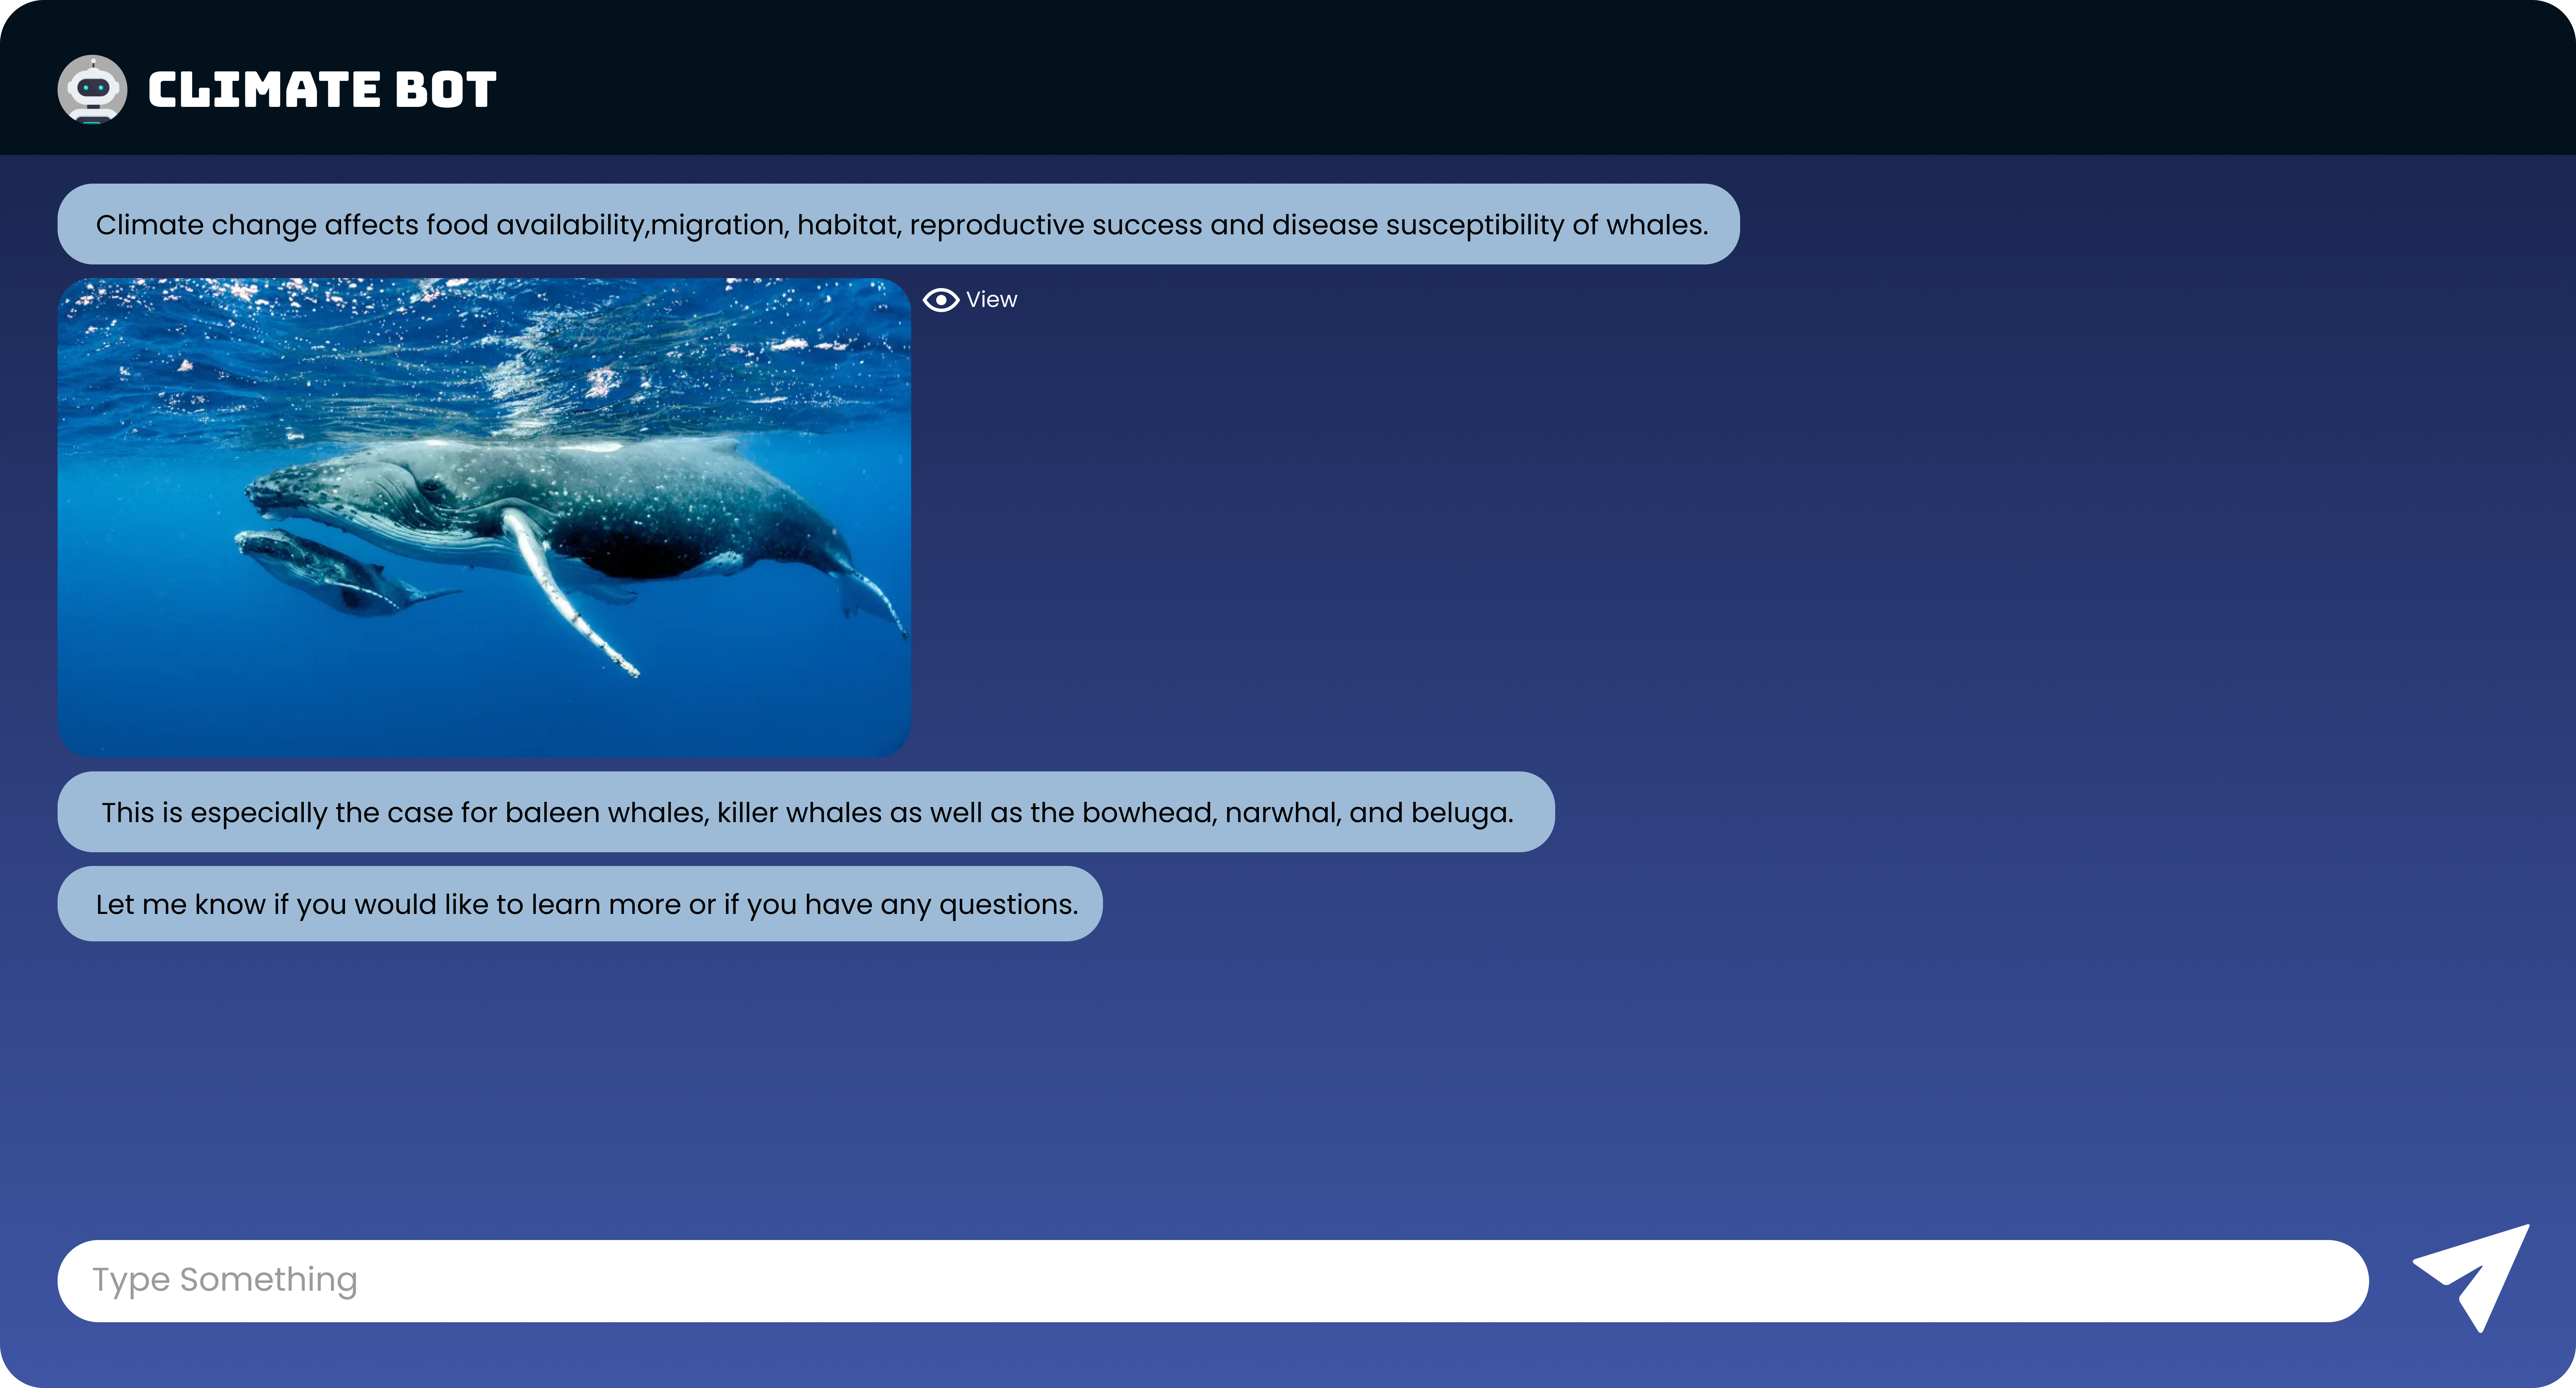 CLIMATE BOT
Climate change affects food availability,migration, habitat, reproductive success and disease susceptibility of whales.
View
This is especially the case for baleen whales, killer whales as well as the bowhead, narwhal, and beluga.
Let me know if you would like to learn more or if you have any questions.
Type Something